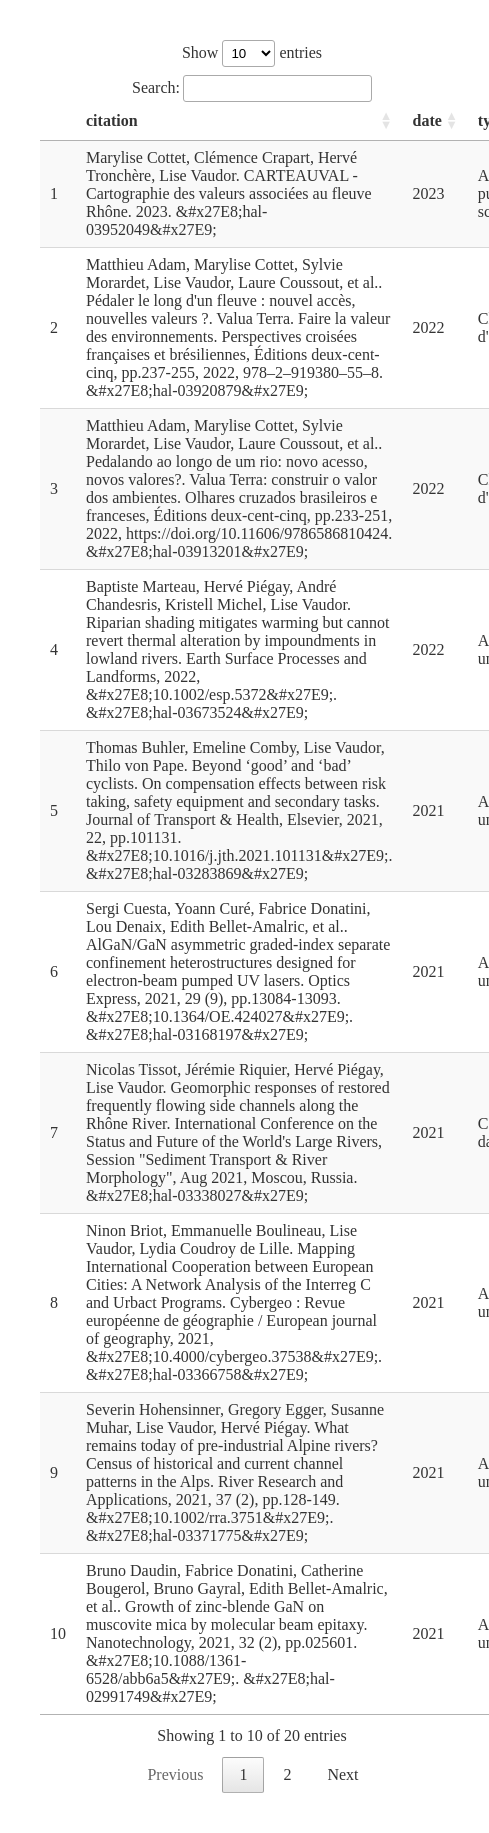 Show 10 entries
Search:
citation date ty
1 Marylise Cottet, Clémence Crapart, Hervé
Tronchère, Lise Vaudor. CARTEAUVAL -
Cartographie des valeurs associées au fleuve
Rhône. 2023. &#x27E8;hal-
03952049&#x27E9;
2023
A
pu
sc
2 Matthieu Adam, Marylise Cottet, Sylvie
Morardet, Lise Vaudor, Laure Coussout, et al..
Pédaler le long d'un fleuve : nouvel accès,
nouvelles valeurs ?. Valua Terra. Faire la valeur
des environnements. Perspectives croisées
françaises et brésiliennes, Éditions deux-cent-
cinq, pp.237-255, 2022, 978–2–919380–55–8.
&#x27E8;hal-03920879&#x27E9;
2022
C
d'
3 Matthieu Adam, Marylise Cottet, Sylvie
Morardet, Lise Vaudor, Laure Coussout, et al..
Pedalando ao longo de um rio: novo acesso,
novos valores?. Valua Terra: construir o valor
dos ambientes. Olhares cruzados brasileiros e
franceses, Éditions deux-cent-cinq, pp.233-251,
2022, https://doi.org/10.11606/9786586810424.
&#x27E8;hal-03913201&#x27E9;
2022
C
d'
4 Baptiste Marteau, Hervé Piégay, André
Chandesris, Kristell Michel, Lise Vaudor.
Riparian shading mitigates warming but cannot
revert thermal alteration by impoundments in
lowland rivers. Earth Surface Processes and
Landforms, 2022,
&#x27E8;10.1002/esp.5372&#x27E9;.
&#x27E8;hal-03673524&#x27E9;
2022
A
un
5 Thomas Buhler, Emeline Comby, Lise Vaudor,
Thilo von Pape. Beyond ‘good’ and ‘bad’
cyclists. On compensation effects between risk
taking, safety equipment and secondary tasks.
Journal of Transport & Health, Elsevier, 2021,
22, pp.101131.
&#x27E8;10.1016/j.jth.2021.101131&#x27E9;.
&#x27E8;hal-03283869&#x27E9;
2021
A
un
6 Sergi Cuesta, Yoann Curé, Fabrice Donatini,
Lou Denaix, Edith Bellet-Amalric, et al..
AlGaN/GaN asymmetric graded-index separate
confinement heterostructures designed for
electron-beam pumped UV lasers. Optics
Express, 2021, 29 (9), pp.13084-13093.
&#x27E8;10.1364/OE.424027&#x27E9;.
&#x27E8;hal-03168197&#x27E9;
2021
A
un
7 Nicolas Tissot, Jérémie Riquier, Hervé Piégay,
Lise Vaudor. Geomorphic responses of restored
frequently flowing side channels along the
Rhône River. International Conference on the
Status and Future of the World's Large Rivers,
Session "Sediment Transport & River
Morphology", Aug 2021, Moscou, Russia.
&#x27E8;hal-03338027&#x27E9;
2021
C
da
8 Ninon Briot, Emmanuelle Boulineau, Lise
Vaudor, Lydia Coudroy de Lille. Mapping
International Cooperation between European
Cities: A Network Analysis of the Interreg C
and Urbact Programs. Cybergeo : Revue
européenne de géographie / European journal
of geography, 2021,
&#x27E8;10.4000/cybergeo.37538&#x27E9;.
&#x27E8;hal-03366758&#x27E9;
2021
A
un
9 Severin Hohensinner, Gregory Egger, Susanne
Muhar, Lise Vaudor, Hervé Piégay. What
remains today of pre-industrial Alpine rivers?
Census of historical and current channel
patterns in the Alps. River Research and
Applications, 2021, 37 (2), pp.128-149.
&#x27E8;10.1002/rra.3751&#x27E9;.
&#x27E8;hal-03371775&#x27E9;
2021
A
un
10 Bruno Daudin, Fabrice Donatini, Catherine
Bougerol, Bruno Gayral, Edith Bellet-Amalric,
et al.. Growth of zinc-blende GaN on
muscovite mica by molecular beam epitaxy.
Nanotechnology, 2021, 32 (2), pp.025601.
&#x27E8;10.1088/1361-
6528/abb6a5&#x27E9;. &#x27E8;hal-
02991749&#x27E9;
2021
A
un
Showing 1 to 10 of 20 entries
Previous 1 2 Next